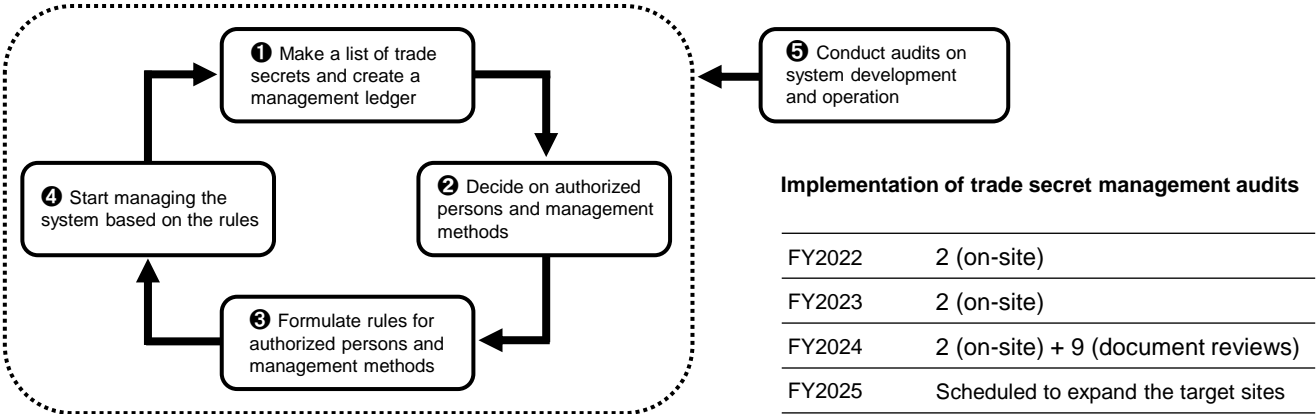 ❶ Make a list of trade
secrets and create a
management ledger
❷ Decide on authorized
persons and management
methods
❸ Formulate rules for
authorized persons and
management methods
❹ Start managing the
system based on the rules
❺ Conduct audits on
system development
and operation
Implementation of trade secret management audits
FY2022 2 (on-site)
FY2023 2 (on-site)
FY2024 2 (on-site) + 9 (document reviews)
FY2025 Scheduled to expand the target sites